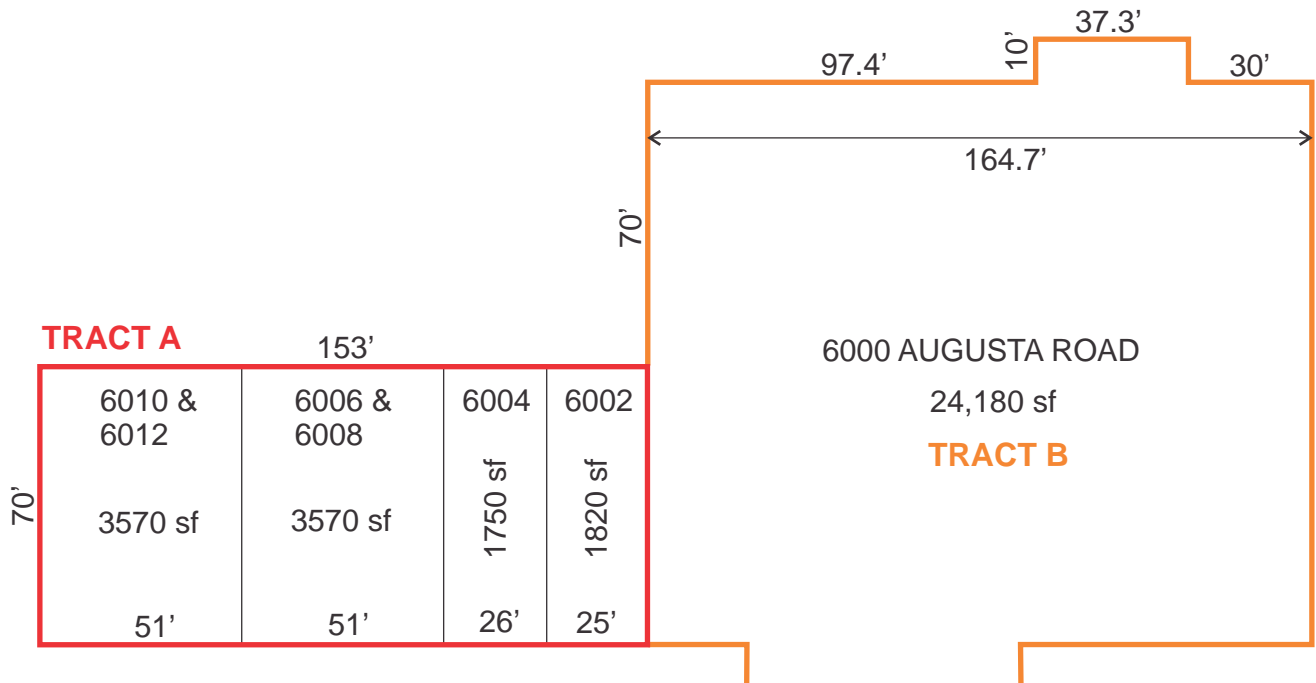 37.3’
10’
97.4’
30’
164.7’
70’
TRACT A
153’
6000 AUGUSTA ROAD
24,180 sf
TRACT B
6010 &
6012
6006 &
6008
6004
6002
70’
3570 sf
3570 sf
1750 sf
1820 sf
51’
51’
26’
25’